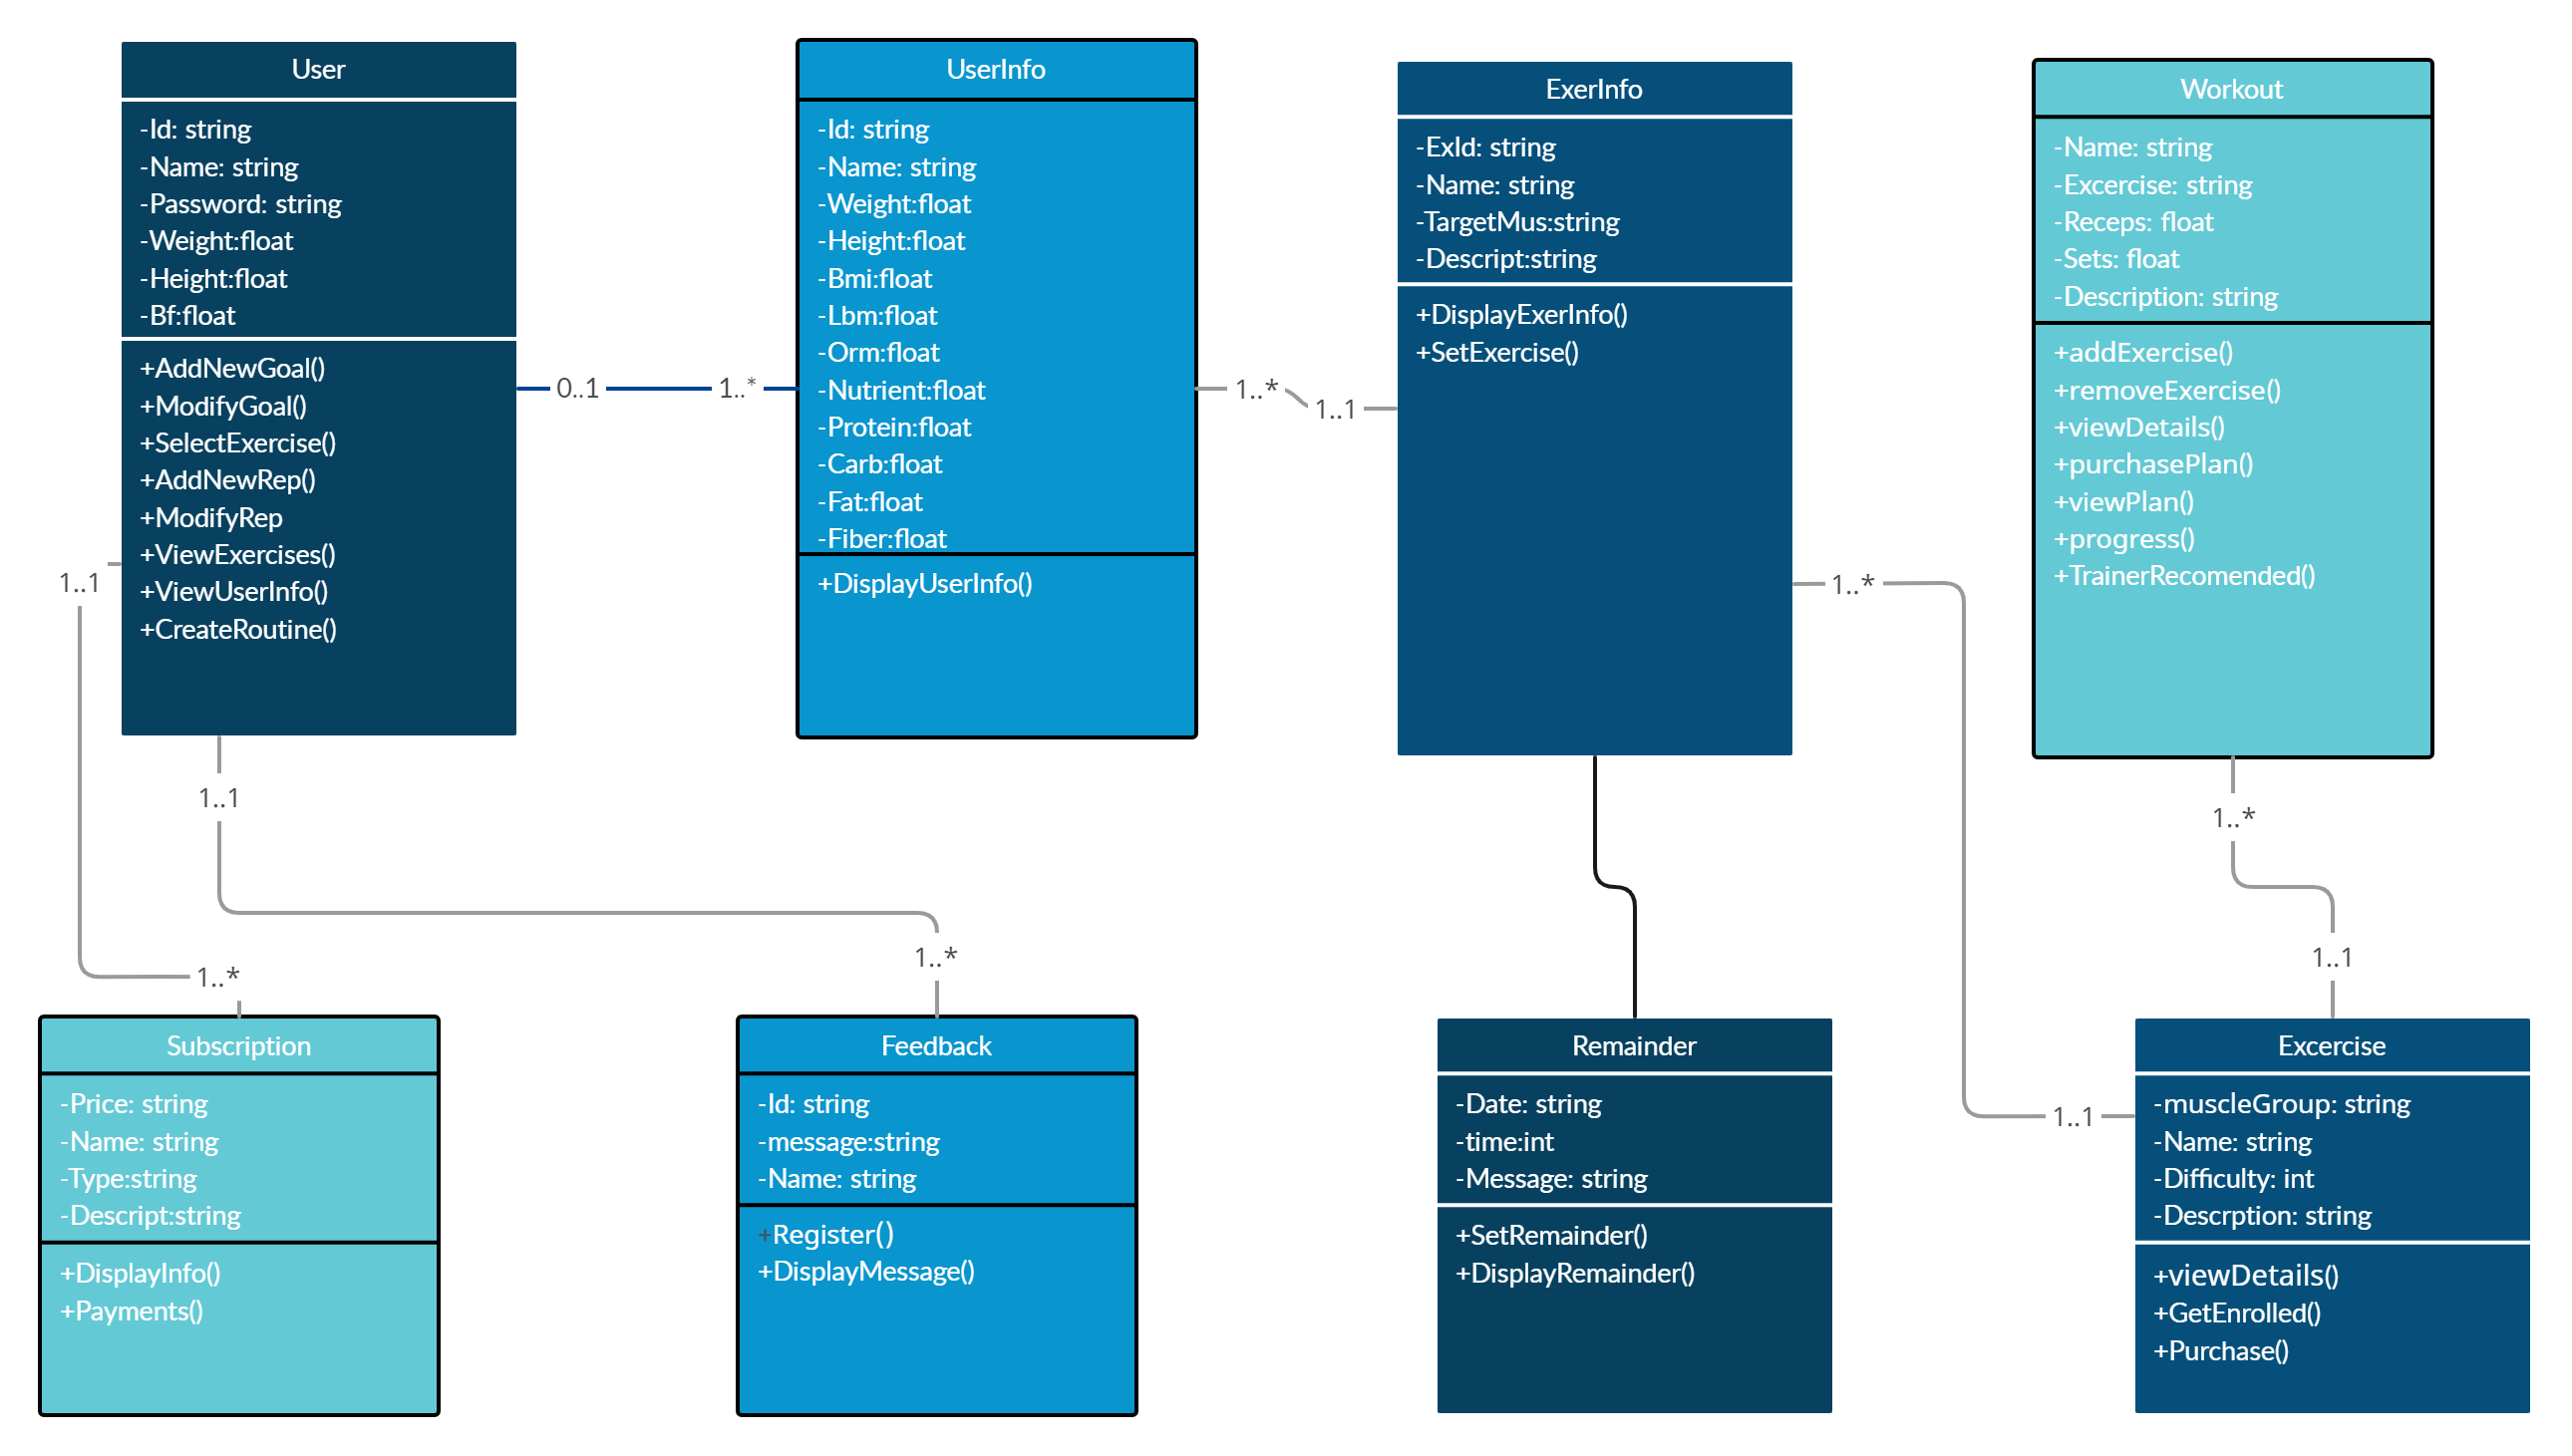 User
-Id: string
-Name: string
-Password: string
-Weight:float
-Height:float
-Bf:float
+AddNewGoal()
+ModifyGoal()
+SelectExercise()
+AddNewRep()
+ModifyRep
+ViewExercises()
+ViewUserInfo()
+CreateRoutine()
0..1
1..*
UserInfo
-Id: string
-Name: string
-Weight:float
-Height:float
-Bmi:float
-Lbm:float
-Orm:float
-Nutrient:float
-Protein:float
-Carb:float
-Fat:float
-Fiber:float
+DisplayUserInfo()
1..*
1..1
ExerInfo
-ExId: string
-Name: string
-TargetMus:string
-Descript:string
+DisplayExerInfo()
+SetExercise()
1..*
1..1
Workout
-Name: string
-Excercise: string
-Receps: float
-Sets: float
-Description: string
+addExercise()
+removeExercise()
+viewDetails()
+purchasePlan()
+viewPlan()
+progress()
+TrainerRecomended()
1..*
1..1
1..1
1..*
1..1
1..*
Subscription
-Price: string
-Name: string
-Type:string
-Descript:string
+DisplayInfo()
+Payments()
Feedback
-Id: string
-message:string
-Name: string
+Register()
+DisplayMessage()
Remainder
-Date: string
-time:int
-Message: string
+SetRemainder()
+DisplayRemainder()
Excercise
-muscleGroup: string
-Name: string
-Difficulty: int
-Descrption: string
+viewDetails()
+GetEnrolled()
+Purchase()